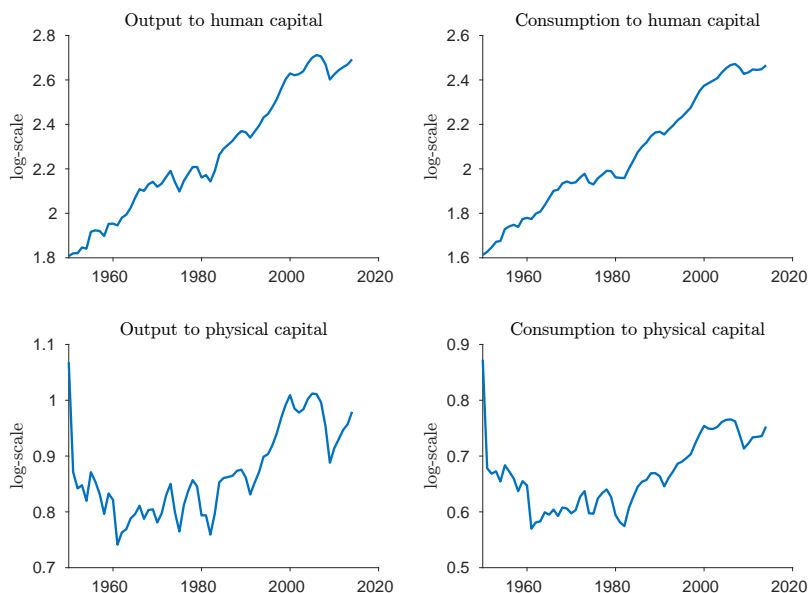 Output to human capital
log-scale
2.8
2.6
2.4
2.2
2
1.8
1960 1980 2000 2020
Consumption to human capital
log-scale
2.6
2.4
2.2
2
1.8
1.6
1960 1980 2000 2020
Output to physical capital
log-scale
1.1
1
0.9
0.8
0.7
1960 1980 2000 2020
Consumption to physical capital
log-scale
0.9
0.8
0.7
0.6
0.5
1960 1980 2000 2020